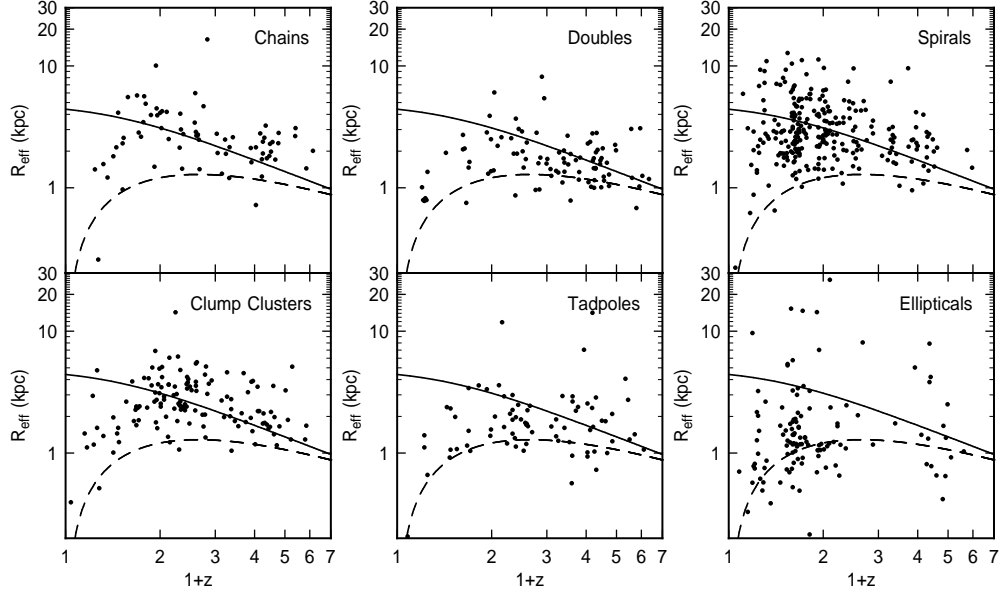 30
20
10
1
R_eff (kpc)
Chains
Doubles
30
20
10
1
R_eff (kpc)
Spirals
30
20
10
1
R_eff (kpc)
Clump Clusters
30
20
10
1
R_eff (kpc)
1 2 3 4 5 6 7
1+z
Tadpoles
30
20
10
1
R_eff (kpc)
1 2 3 4 5 6 7
1+z
Ellipticals
30
20
10
1
R_eff (kpc)
1 2 3 4 5 6 7
1+z